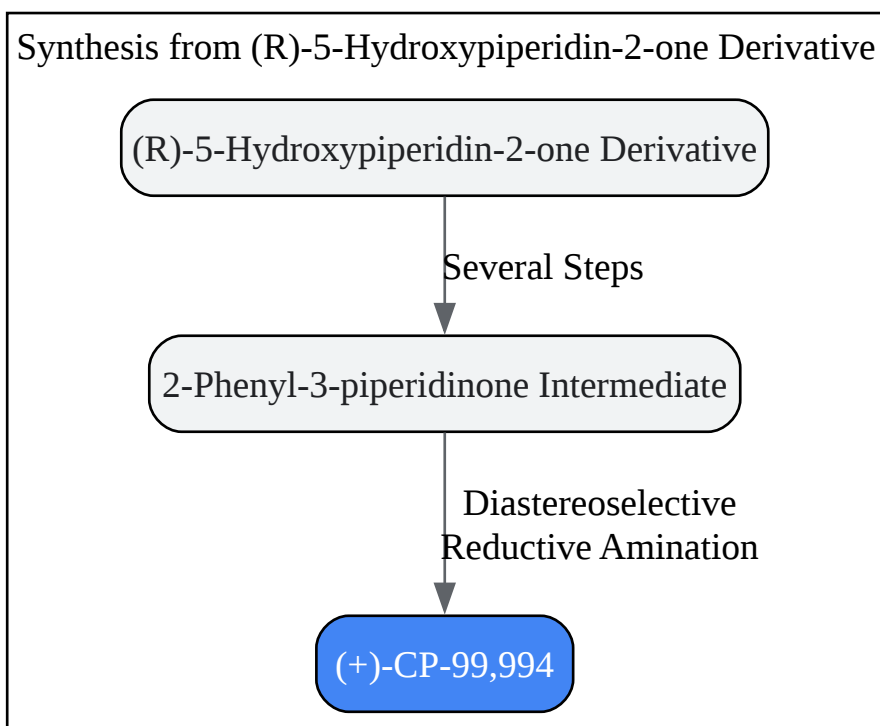 Synthesis from (R)-5-Hydroxypiperidin-2-one Derivative
(R)-5-Hydroxypiperidin-2-one Derivative
Several Steps
2-Phenyl-3-piperidinone Intermediate
Diastereoselective
Reductive Amination
(+)-CP-99,994